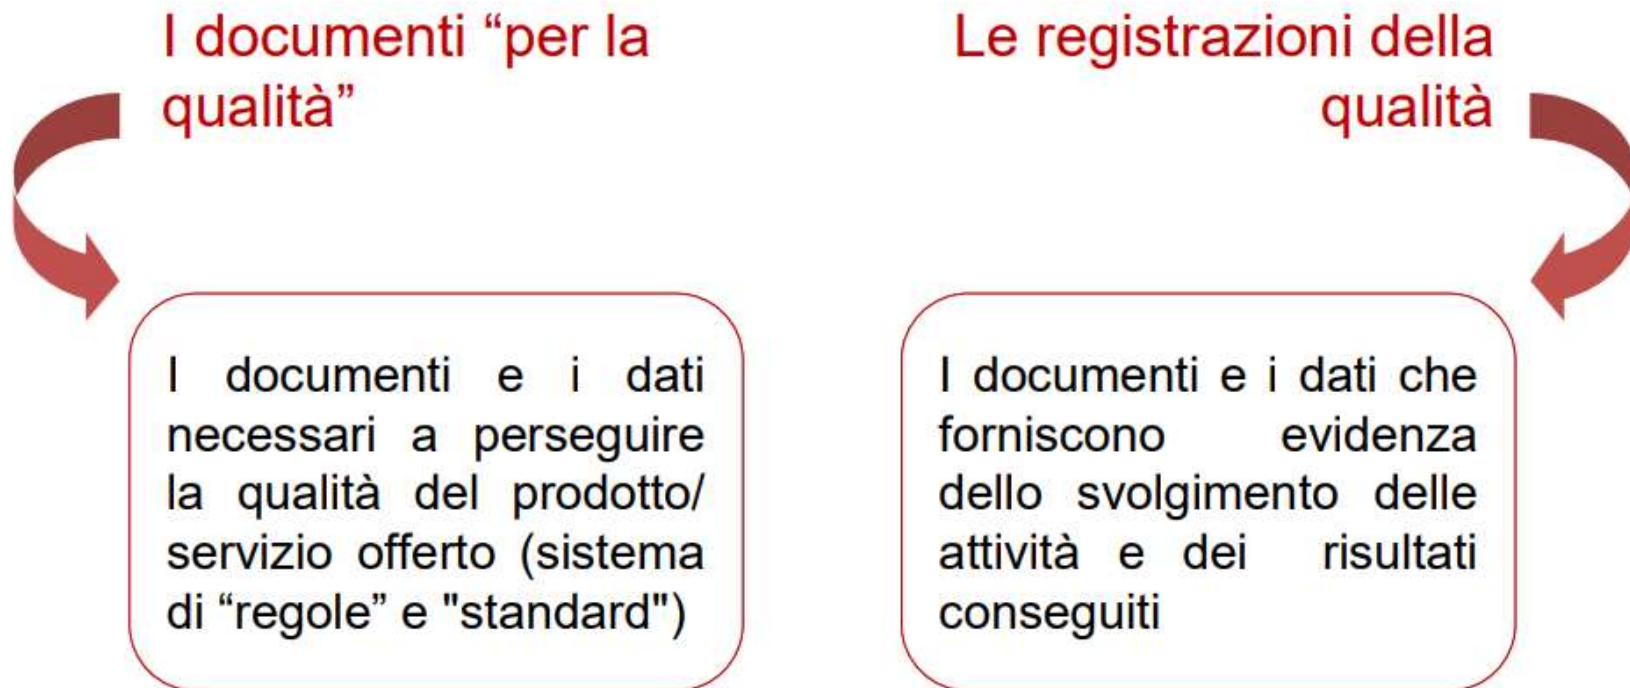 I documenti “per la
qualità”
Le registrazioni della
qualità
I documenti e i dati
necessari a perseguire
la qualità del prodotto/
servizio offerto (sistema
di “regole” e "standard")
I documenti e i dati che
forniscono evidenza
dello svolgimento delle
attività e dei risultati
conseguiti